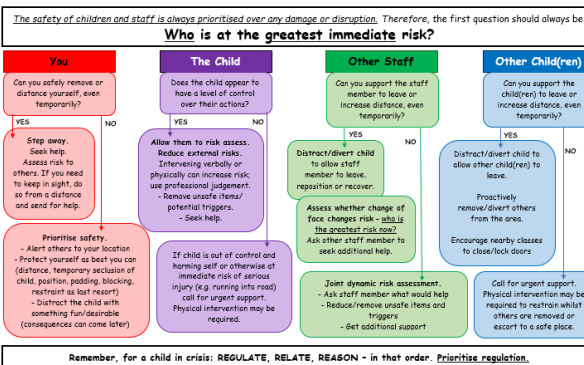 The safety of children and staff is always prioritised over any damage or disruption. Therefore, the first question should always be:
Who is at the greatest immediate risk?
You
Can you safely remove or
distance yourself, even
temporarily?
YES
NO
Step away.
Seek help.
Assess risk to
others. If you need
to keep in sight, do
so from a distance
and send for help.
Prioritise safety.
- Alert others to your location
- Protect yourself as best you can
(distance, temporary seclusion of
child, position, padding, blocking,
restraint as last resort)
- Distract the child with
something fun/desirable
(consequences can come later)
The Child
Does the child appear to
have a level of control
over their actions?
YES
NO
Allow them to risk assess.
Reduce external risks.
Intervening verbally or
physically can increase risk;
use professional judgement.
- Remove unsafe items/
potential triggers.
- Seek help.
If child is out of control and
harming self or otherwise at
immediate risk of serious
injury (e.g. running into road)
call for urgent support.
Physical intervention may be
required.
Other Staff
Can you support the staff
member to leave or
increase distance, even
temporarily?
YES
NO
Distract/divert child
to allow staff
member to leave,
reposition or recover.
Assess whether change of
face changes risk - who is
the greatest risk now?
Ask other staff member to
seek additional help.
Joint dynamic risk assessment.
- Ask staff member what would help
- Reduce/remove unsafe items and
triggers
- Get additional support
Other Child(ren)
Can you support the
child(ren) to leave or
increase distance, even
temporarily?
YES
NO
Distract/divert child to
allow other child(ren) to
leave.
Proactively
remove/divert others
from the area.
Encourage nearby classes
to close/lock doors
Call for urgent support.
Physical intervention may be
required to restrain whilst
others are removed or
escort to a safe place.
Remember, for a child in crisis: REGULATE, RELATE, REASON – in that order. Prioritise regulation.